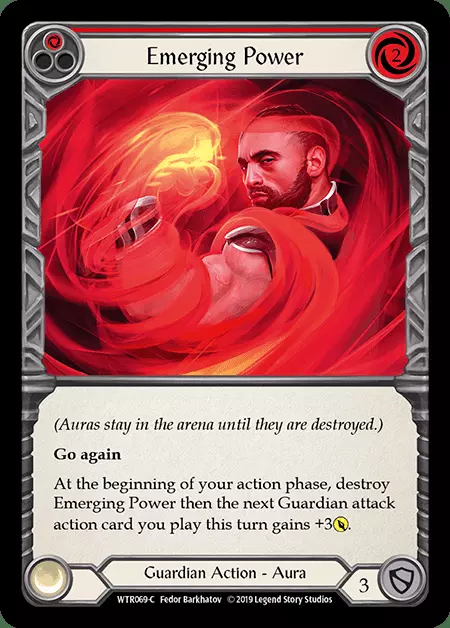 Emerging Power
2
(Auras stay in the arena until they are destroyed.)
Go again
At the beginning of your action phase, destroy
Emerging Power then the next Guardian attack
action card you play this turn gains +3.
Guardian Action - Aura
3
WTR069-C Fedor Barkhatov © 2019 Legend Story Studios